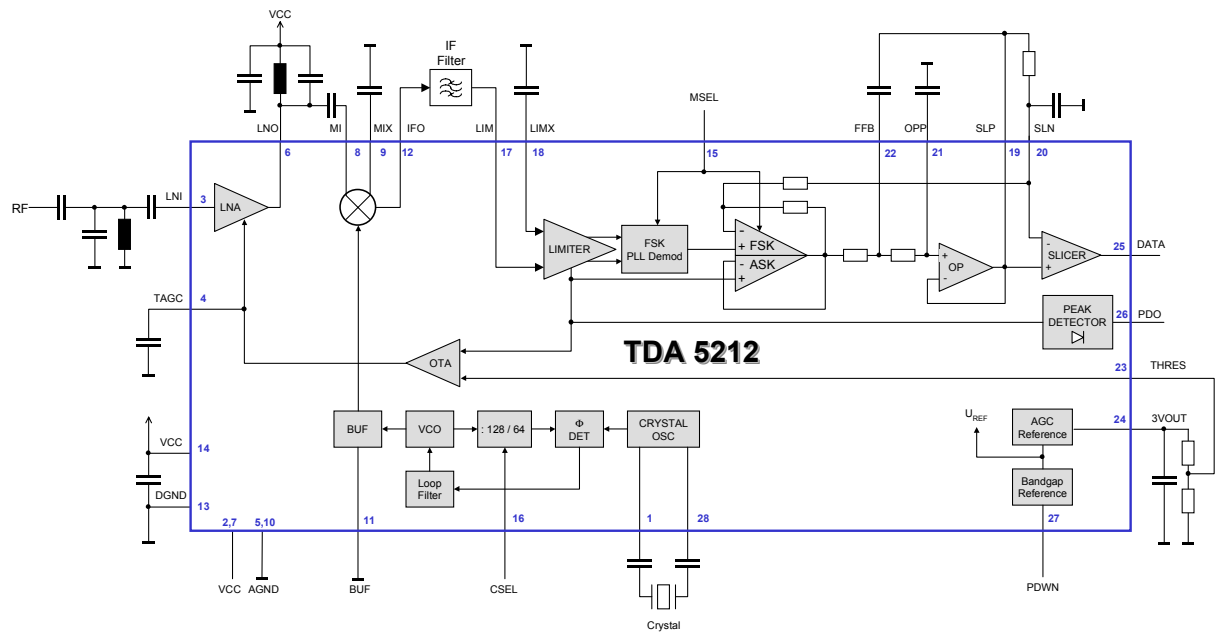 VCC
IF
Filter
MSEL
LNO
MI
MIX
IFO
LIM
LIMX
FFB
OPP
SLP
SLN
6
8
9
12
17
18
15
22
21
19
20
RF
LNI
3
LNA
LIMITER
FSK
PLL Demod
-
+ FSK
- ASK
+
+
OP
-
-
SLICER
+
25
DATA
TAGC
4
PEAK
DETECTOR
26
PDO
OTA
TDA 5212
23
THRES
BUF
VCO
: 128 / 64
Φ
DET
CRYSTAL
OSC
UREF
AGC
Reference
24
3VOUT
VCC
14
Loop
Filter
Bandgap
Reference
DGND
13
2,7
5,10
11
16
1
28
27
VCC
AGND
BUF
CSEL
PDWN
Crystal